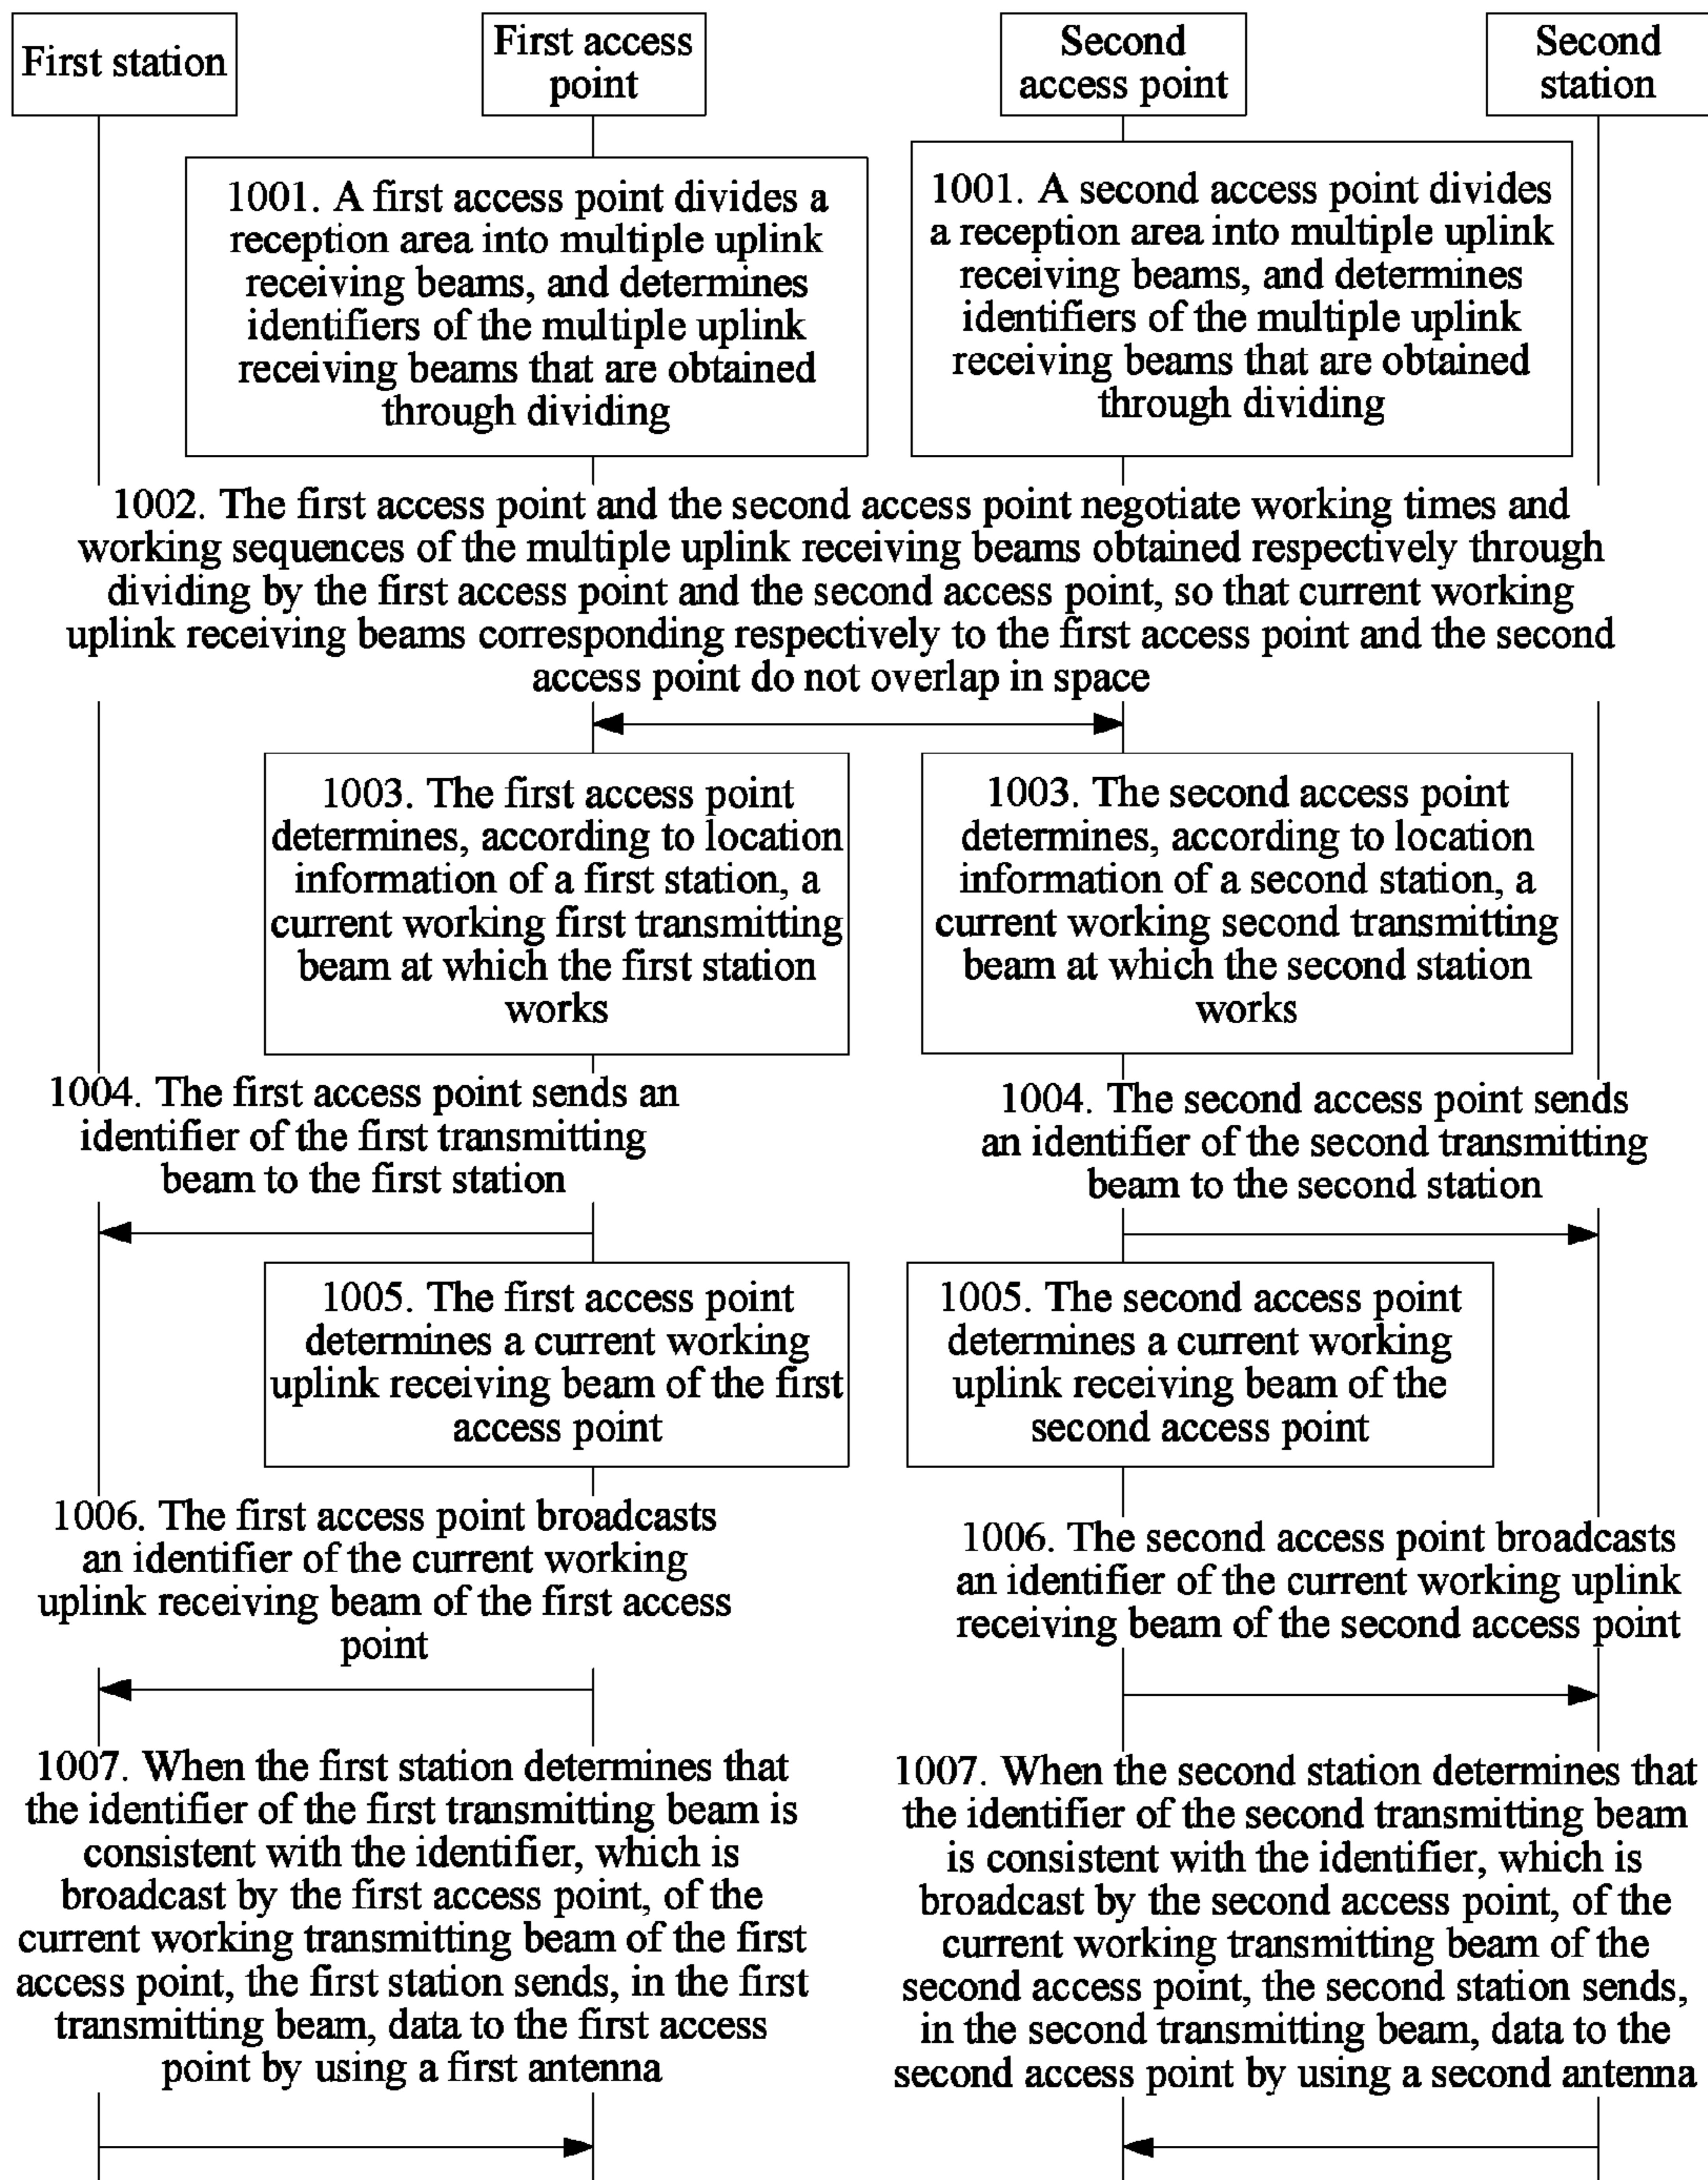 First station
First access
point
Second
access point
Second
station
1001. A first access point divides a
reception area into multiple uplink
receiving beams, and determines
identifiers of the multiple uplink
receiving beams that are obtained
through dividing
1001. A second access point divides
a reception area into multiple uplink
receiving beams, and determines
identifiers of the multiple uplink
receiving beams that are obtained
through dividing
1002. The first access point and the second access point negotiate working times and
working sequences of the multiple uplink receiving beams obtained respectively through
dividing by the first access point and the second access point, so that current working
uplink receiving beams corresponding respectively to the first access point and the second
access point do not overlap in space
1003. The first access point
determines, according to location
information of a first station, a
current working first transmitting
beam at which the first station
works
1003. The second access point
determines, according to location
information of a second station, a
current working second transmitting
beam at which the second station
works
1004. The first access point sends an
identifier of the first transmitting
beam to the first station
1004. The second access point sends
an identifier of the second transmitting
beam to the second station
1005. The first access point
determines a current working
uplink receiving beam of the first
access point
1005. The second access point
determines a current working
uplink receiving beam of the
second access point
1006. The first access point broadcasts
an identifier of the current working
uplink receiving beam of the first access
point
1006. The second access point broadcasts
an identifier of the current working uplink
receiving beam of the second access point
1007. When the first station determines that
the identifier of the first transmitting beam is
consistent with the identifier, which is
broadcast by the first access point, of the
current working transmitting beam of the first
access point, the first station sends, in the first
transmitting beam, data to the first access
point by using a first antenna
1007. When the second station determines that
the identifier of the second transmitting beam
is consistent with the identifier, which is
broadcast by the second access point, of the
current working transmitting beam of the
second access point, the second station sends,
in the second transmitting beam, data to the
second access point by using a second antenna